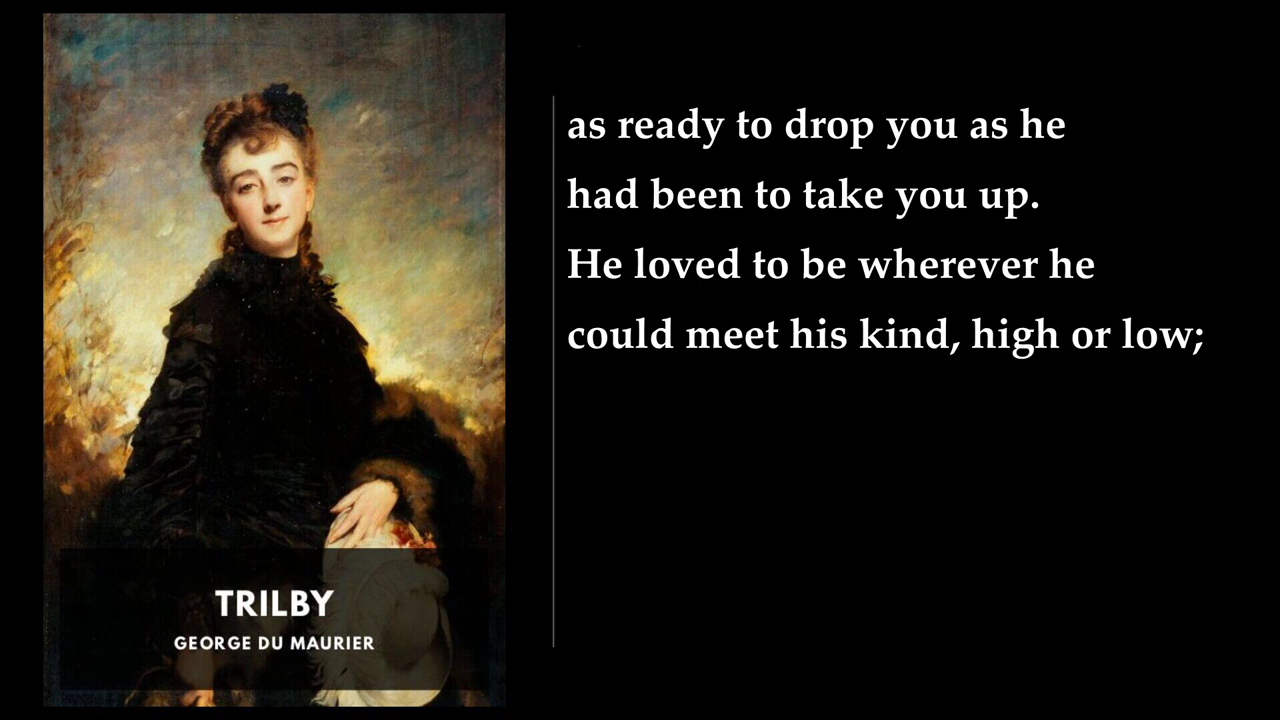 as ready to drop you as he
had been to take you up.
He loved to be wherever he
could meet his kind, high or low;
TRILBY
GEORGE DU MAURIER